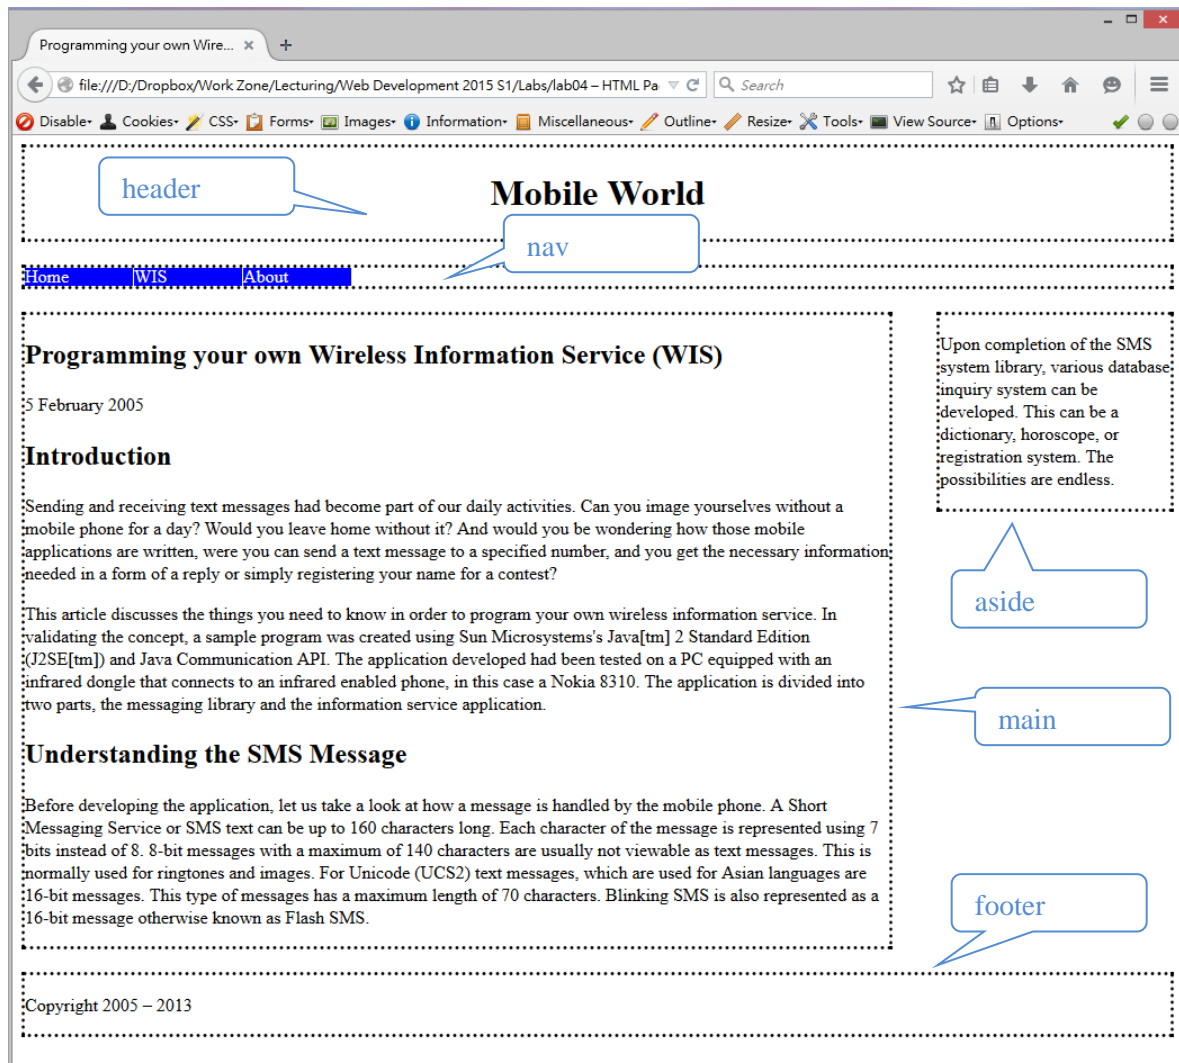 Programming your own Wire... × +
file:///D:/Dropbox/Work Zone/Lecturing/Web Development 2015 S1/Labs/lab04 – HTML Pa Search
Disable Cookies CSS Forms Images Information Miscellaneous Outline Resize Tools View Source Options
header
Mobile World
nav
Home WIS About
Programming your own Wireless Information Service (WIS)
5 February 2005
Introduction
Sending and receiving text messages had become part of our daily activities. Can you image yourselves without a
mobile phone for a day? Would you leave home without it? And would you be wondering how those mobile
applications are written, were you can send a text message to a specified number, and you get the necessary information
needed in a form of a reply or simply registering your name for a contest?
This article discusses the things you need to know in order to program your own wireless information service. In
validating the concept, a sample program was created using Sun Microsystems's Java[tm] 2 Standard Edition
(J2SE[tm]) and Java Communication API. The application developed had been tested on a PC equipped with an
infrared dongle that connects to an infrared enabled phone, in this case a Nokia 8310. The application is divided into
two parts, the messaging library and the information service application.
Understanding the SMS Message
Before developing the application, let us take a look at how a message is handled by the mobile phone. A Short
Messaging Service or SMS text can be up to 160 characters long. Each character of the message is represented using 7
bits instead of 8. 8-bit messages with a maximum of 140 characters are usually not viewable as text messages. This is
normally used for ringtones and images. For Unicode (UCS2) text messages, which are used for Asian languages are
16-bit messages. This type of messages has a maximum length of 70 characters. Blinking SMS is also represented as a
16-bit message otherwise known as Flash SMS.
Upon completion of the SMS
system library, various database
inquiry system can be
developed. This can be a
dictionary, horoscope, or
registration system. The
possibilities are endless.
aside
main
footer
Copyright 2005 – 2013